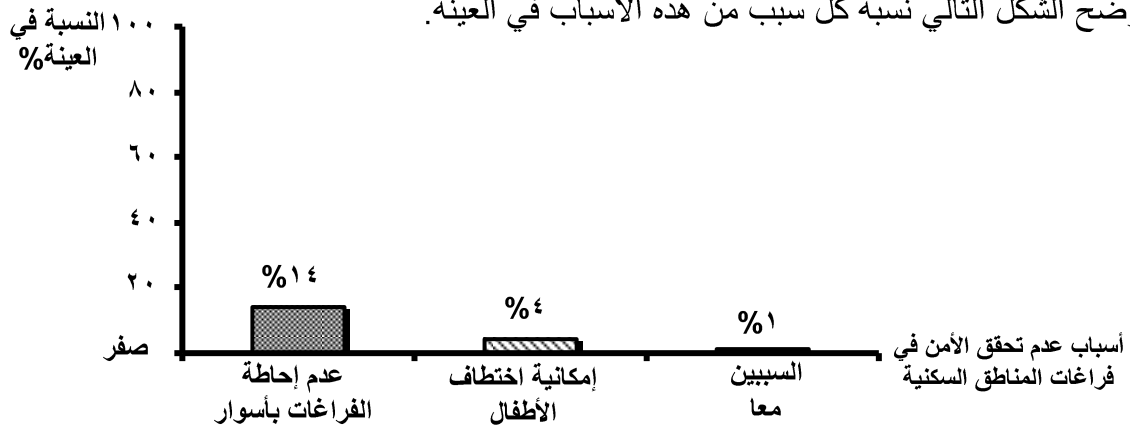 وضح الشكل التالي نسبة كل سبب من هذه الأسباب في العينة.
النسبة في
العينة%
١٠٠
٨٠
٦٠
٤٠
٢٠
صفر
%١٤
%٤
%١
عدم إحاطة
الفراغات بأسوار
إمكانية اختطاف
الأطفال
السببين
معا
أسباب عدم تحقق الأمن في
فراغات المناطق السكنية